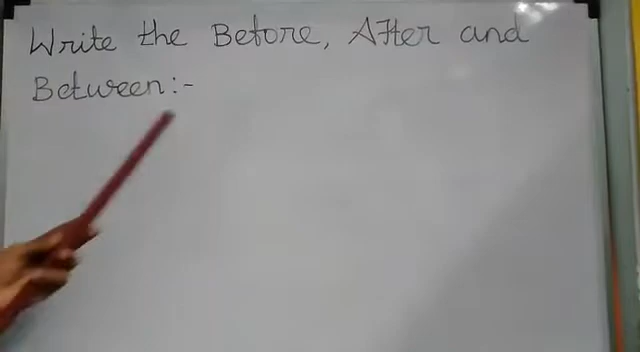 Write the Before, After and
Between:-